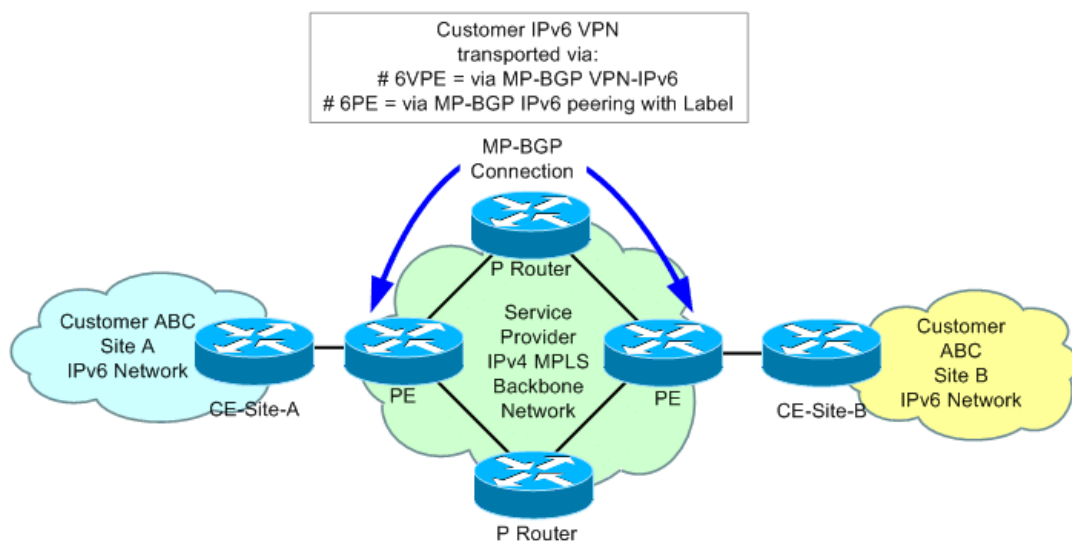 Customer IPv6 VPN
transported via:
# 6VPE = via MP-BGP VPN-IPv6
# 6PE = via MP-BGP IPv6 peering with Label
MP-BGP
Connection
P Router
Customer ABC
Site A
IPv6 Network
CE-Site-A
PE
Service
Provider
IPv4 MPLS
Backbone
Network
PE
CE-Site-B
Customer
ABC
Site B
IPv6 Network
P Router